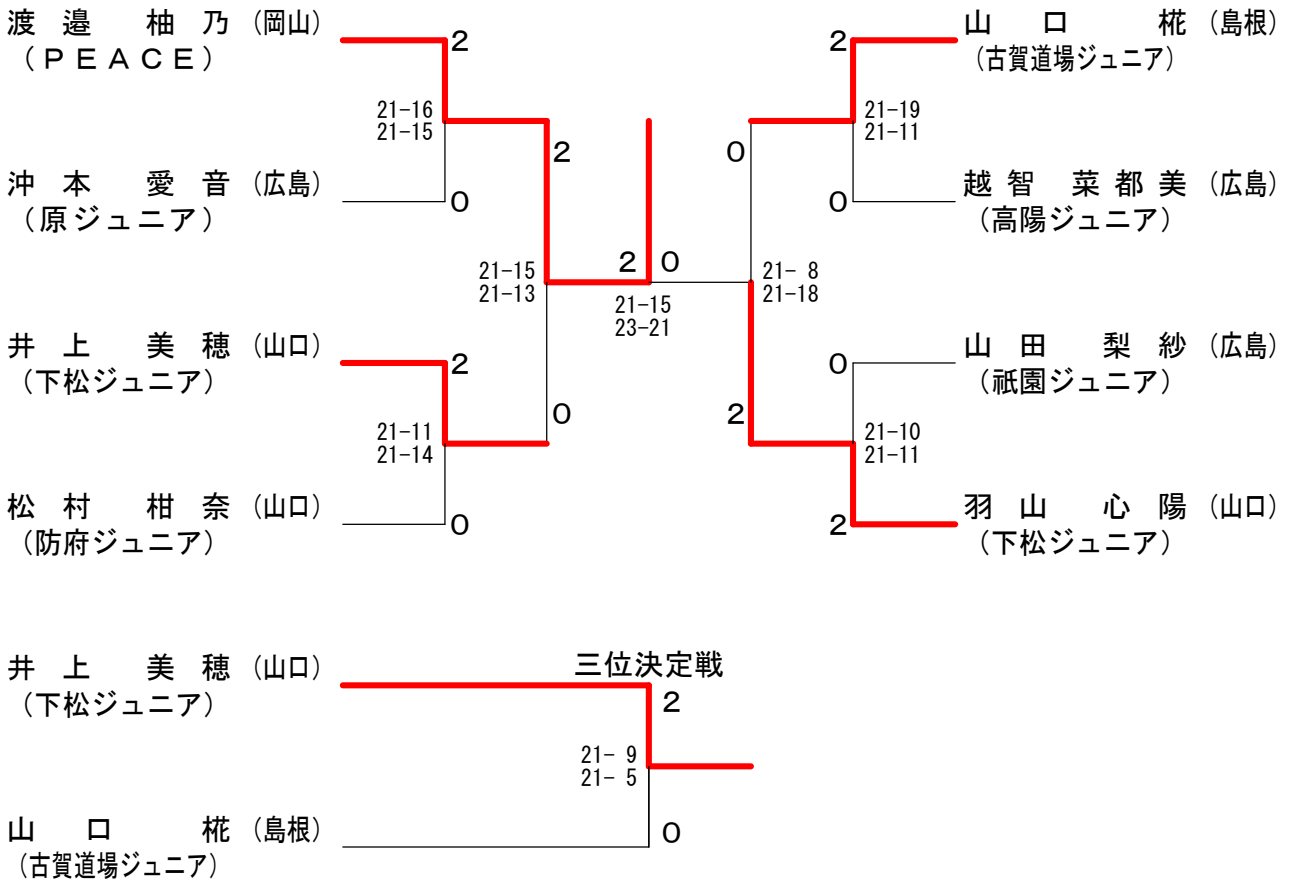 渡邉 柚乃 (岡山)
(PEACE)
2
21-16
21-15
沖本 愛音 (広島)
(原ジュニア)
0
2
21-15
21-13
井上 美穂 (山口)
(下松ジュニア)
2
0
21-11
21-14
松村 柑奈 (山口)
(防府ジュニア)
0
2 0
21-15
23-21
山口 椛 (島根)
(古賀道場ジュニア)
2
21-19
21-11
越智 菜都美 (広島)
(高陽ジュニア)
0
0
21- 8
21-18
山田 梨紗 (広島)
(祇園ジュニア)
0
2
21-10
21-11
羽山 心陽 (山口)
(下松ジュニア)
2
三位決定戦
井上 美穂 (山口)
(下松ジュニア)
2
21- 9
21- 5
山口 椛 (島根)
(古賀道場ジュニア)
0